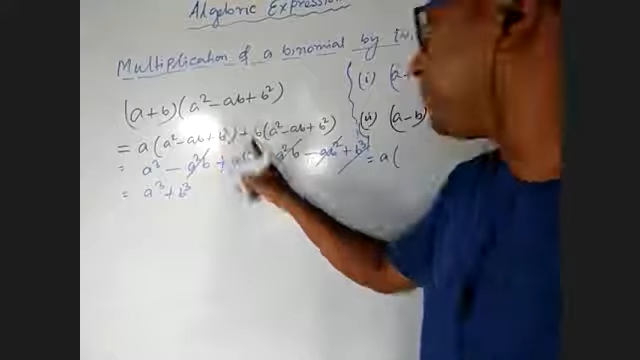 Algebraic Expression
Multiplication of a binomial by
(a+b)(a²-ab+b²)
(i) (a+
(ii) (a-b)
= a(a²-ab+b²)+b(a²-ab+b²)
= a³ - a²b + a²b - ab² + b³
= a(
= a³+b³